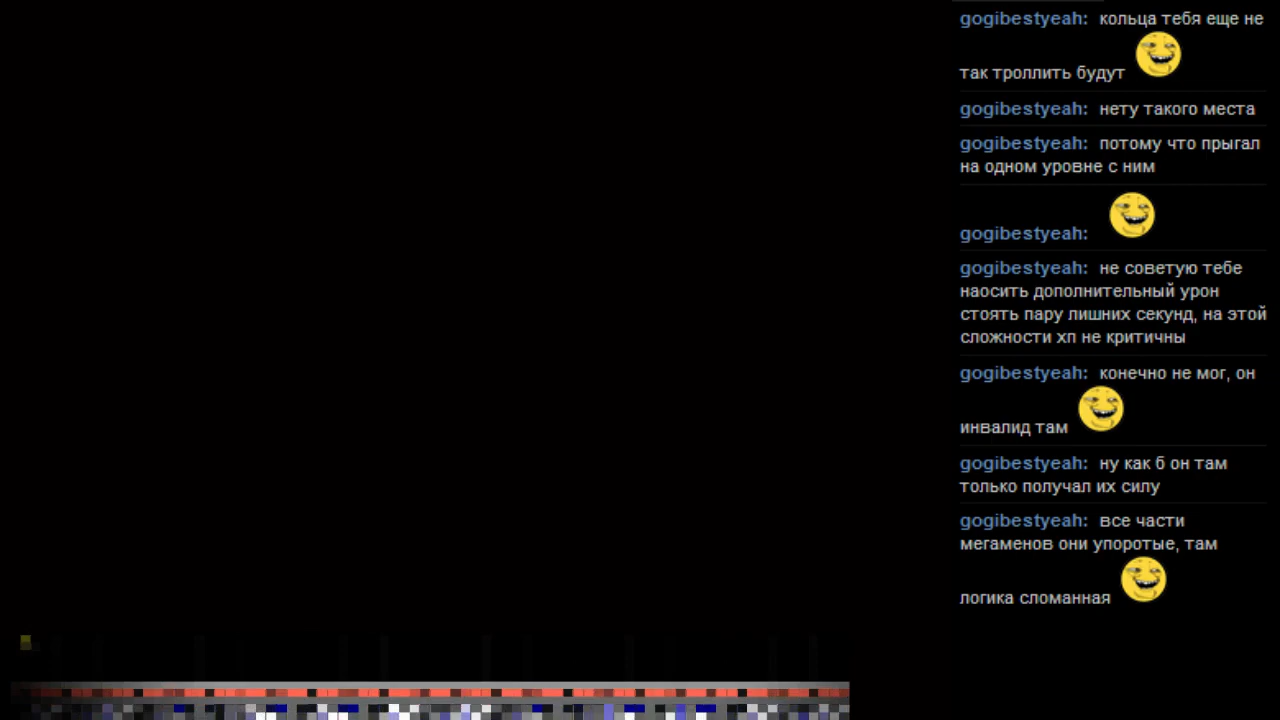 gogibestyeah: кольца тебя еще не
так троллить будут
gogibestyeah: нету такого места
gogibestyeah: потому что прыгал
на одном уровне с ним
gogibestyeah:
gogibestyeah: не советую тебе
наосить дополнительный урон
стоять пару лишних секунд, на этой
сложности хп не критичны
gogibestyeah: конечно не мог, он
инвалид там
gogibestyeah: ну как б он там
только получал их силу
gogibestyeah: все части
мегаменов они упоротые, там
логика сломанная